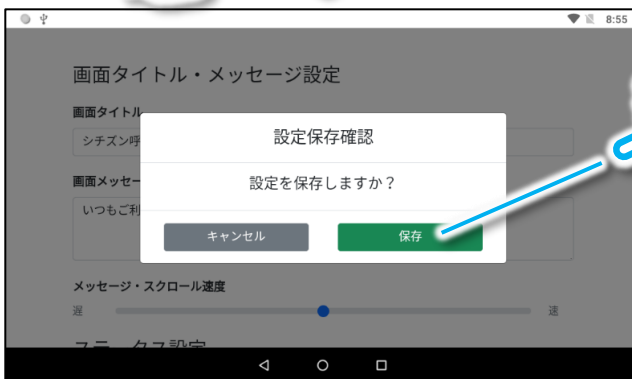 8:55
画面タイトル・メッセージ設定
画面タイトル
シチズン呼
設定保存確認
画面メッセー
設定を保存しますか？
いつもご利
キャンセル
保存
メッセージ・スクロール速度
遅
速